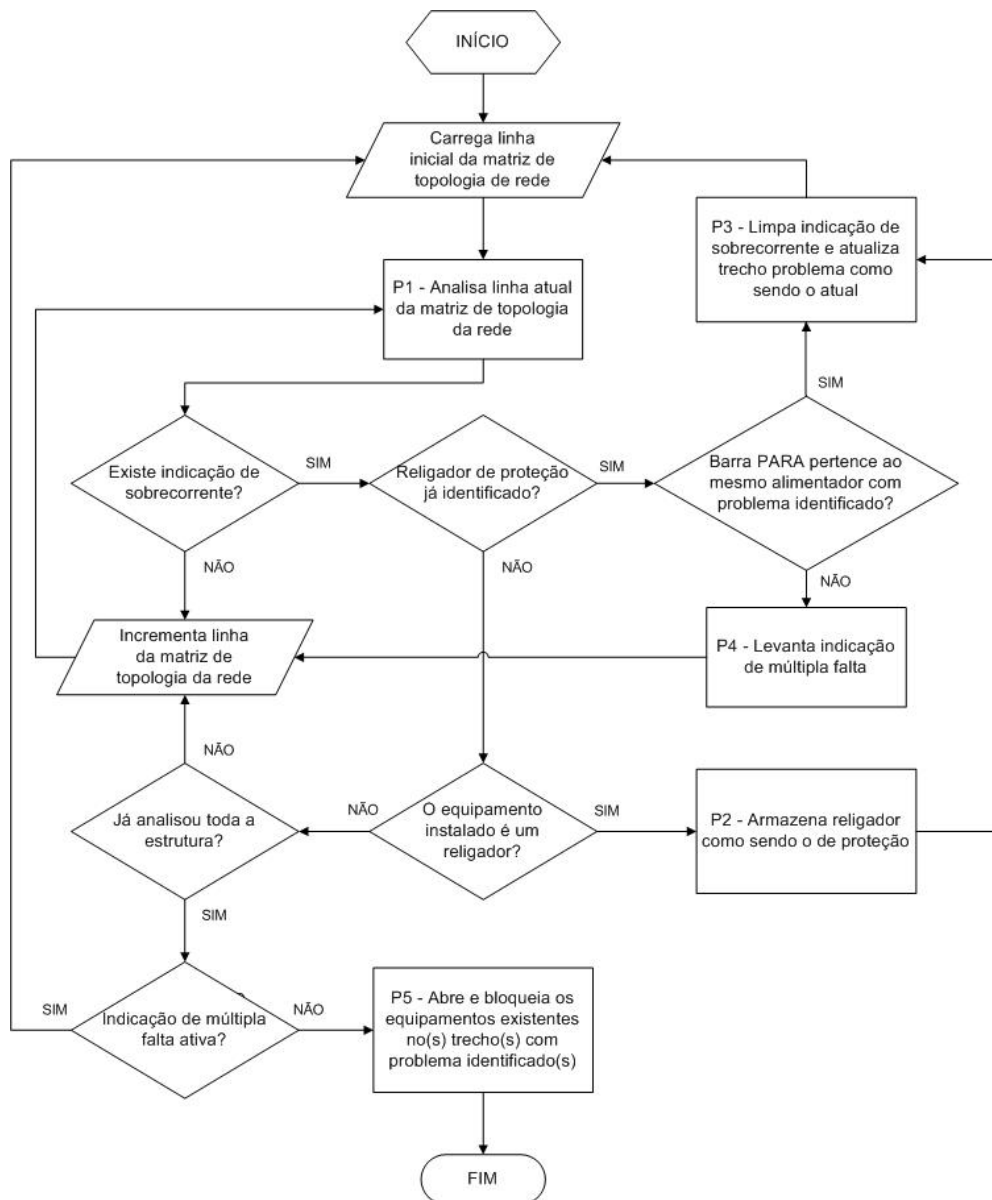 INÍCIO
Carrega linha
inicial da matriz de
topologia de rede
P3 - Limpa indicação de
sobrecorrente e atualiza
trecho problema como
sendo o atual
P1 - Analisa linha atual
da matriz de topologia
da rede
SIM
Existe indicação de
sobrecorrente?
SIM
Religador de proteção
já identificado?
SIM
Barra PARA pertence ao
mesmo alimentador com
problema identificado?
NÃO
NÃO
NÃO
Incrementa linha
da matriz de
topologia da rede
P4 - Levanta indicação
de múltipla falta
NÃO
Já analisou toda a
estrutura?
NÃO
O equipamento
instalado é um
religador?
SIM
P2 - Armazena religador
como sendo o de proteção
SIM
SIM
Indicação de múltipla
falta ativa?
NÃO
P5 - Abre e bloqueia os
equipamentos existentes
no(s) trecho(s) com
problema identificado(s)
FIM